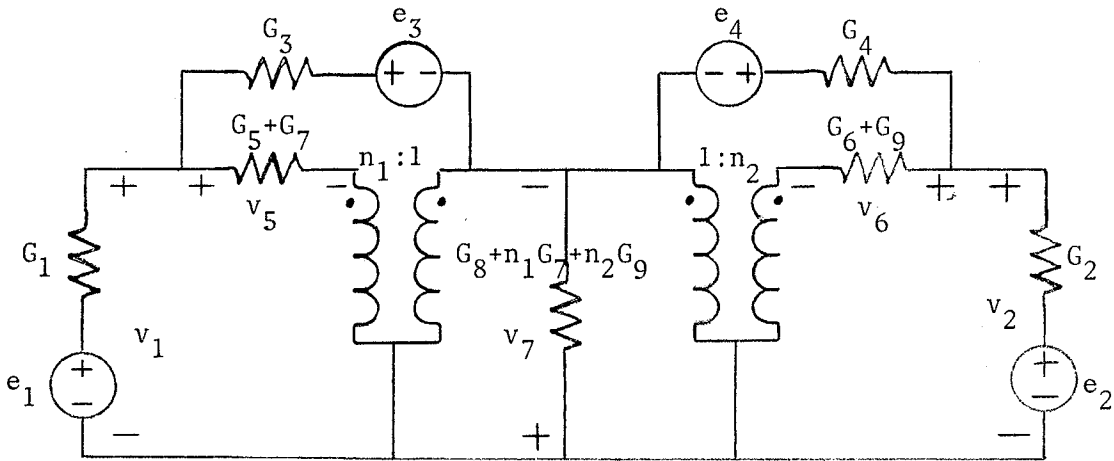 e3
e4
G3
G4
+ -
- +
G5+G7
G6+G9
n1:1
1:n2
+ + - - - + +
v5
v6
G1
G8+n1G7+n2G9
G2
v1
v7
v2
e1
+
-
+
-
e2
- + -